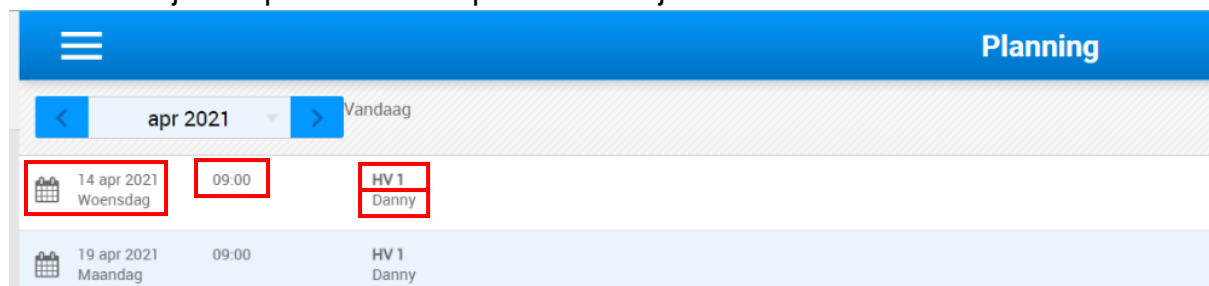 Planning
apr 2021
Vandaag
14 apr 2021 09:00 HV 1
Woensdag Danny
19 apr 2021 09:00 HV 1
Maandag Danny